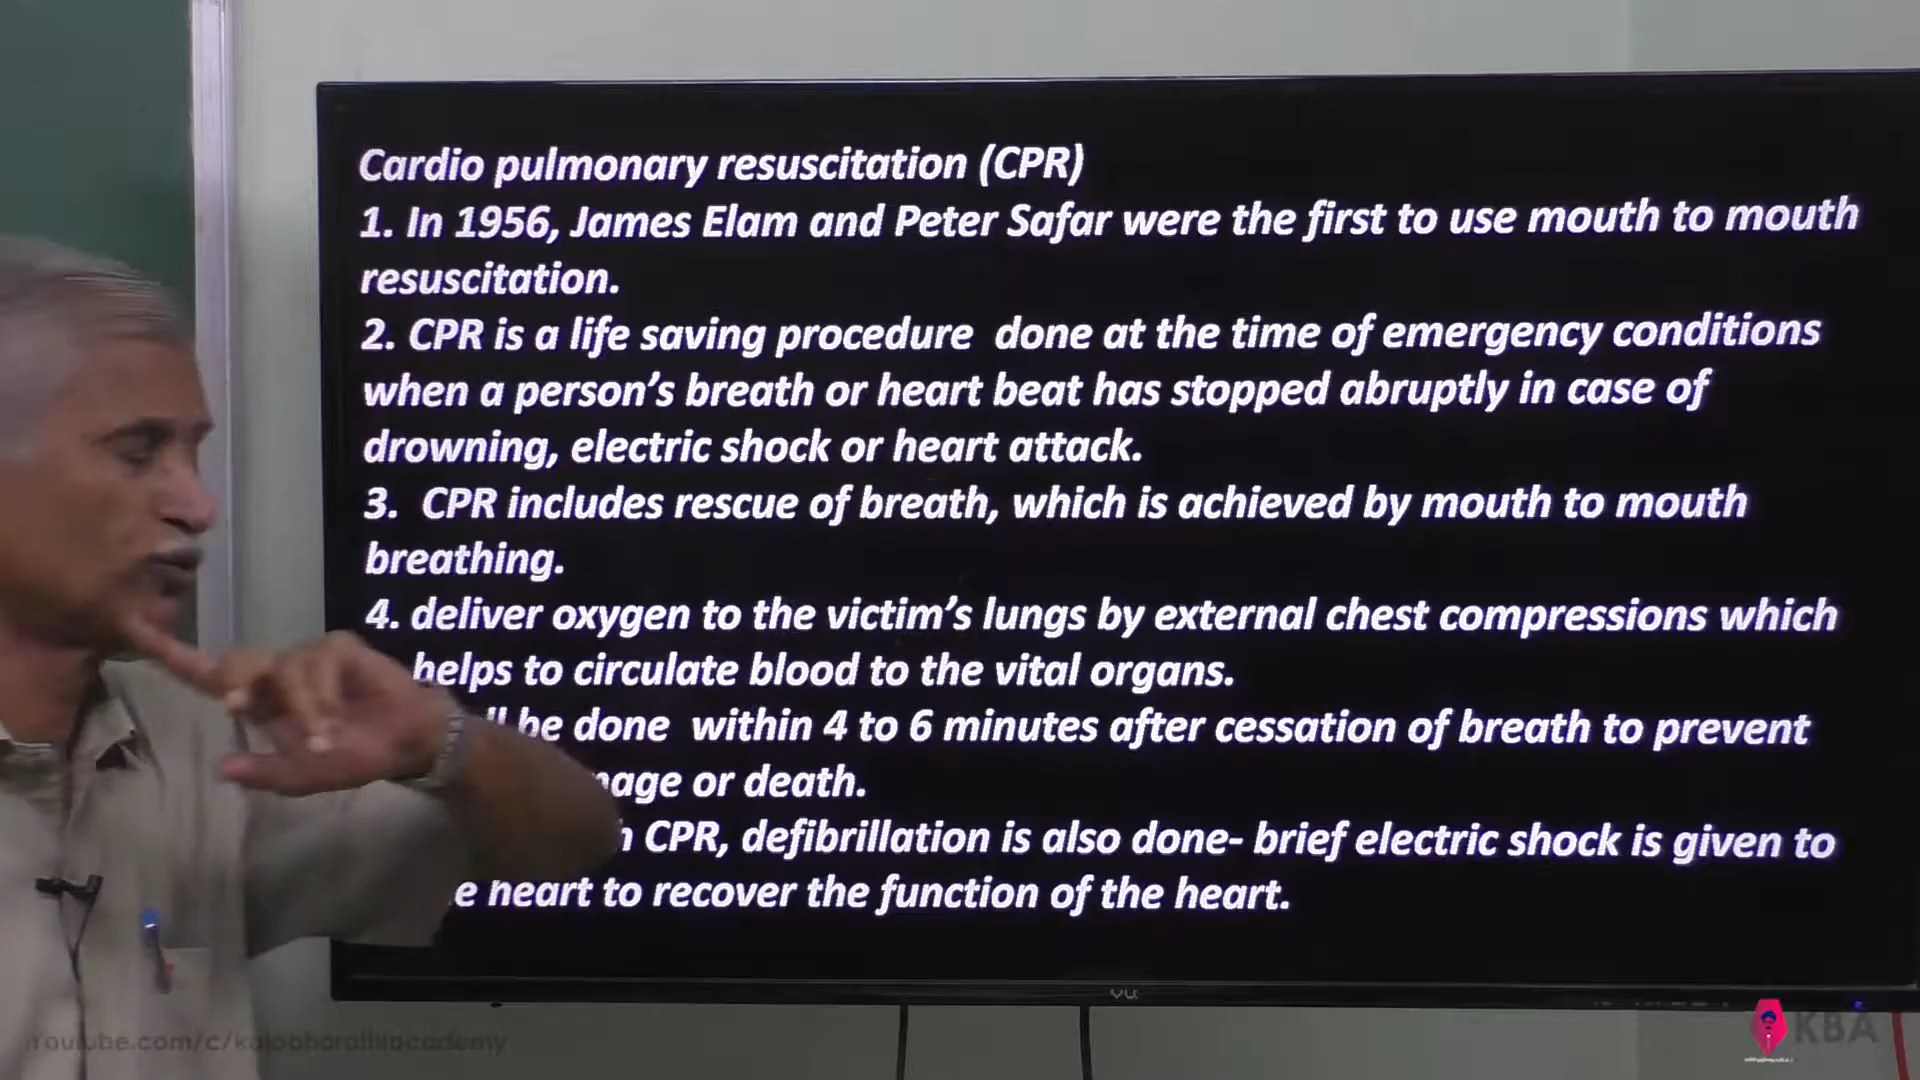 Cardio pulmonary resuscitation (CPR)
1. In 1956, James Elam and Peter Safar were the first to use mouth to mouth
resuscitation.
2. CPR is a life saving procedure done at the time of emergency conditions
when a person's breath or heart beat has stopped abruptly in case of
drowning, electric shock or heart attack.
3. CPR includes rescue of breath, which is achieved by mouth to mouth
breathing.
4. deliver oxygen to the victim's lungs by external chest compressions which
helps to circulate blood to the vital organs.
be done within 4 to 6 minutes after cessation of breath to prevent
or death.
CPR, defibrillation is also done- brief electric shock is given to
heart to recover the function of the heart.
vu
KBA
Youtube.com/c/kalabharathiacademy